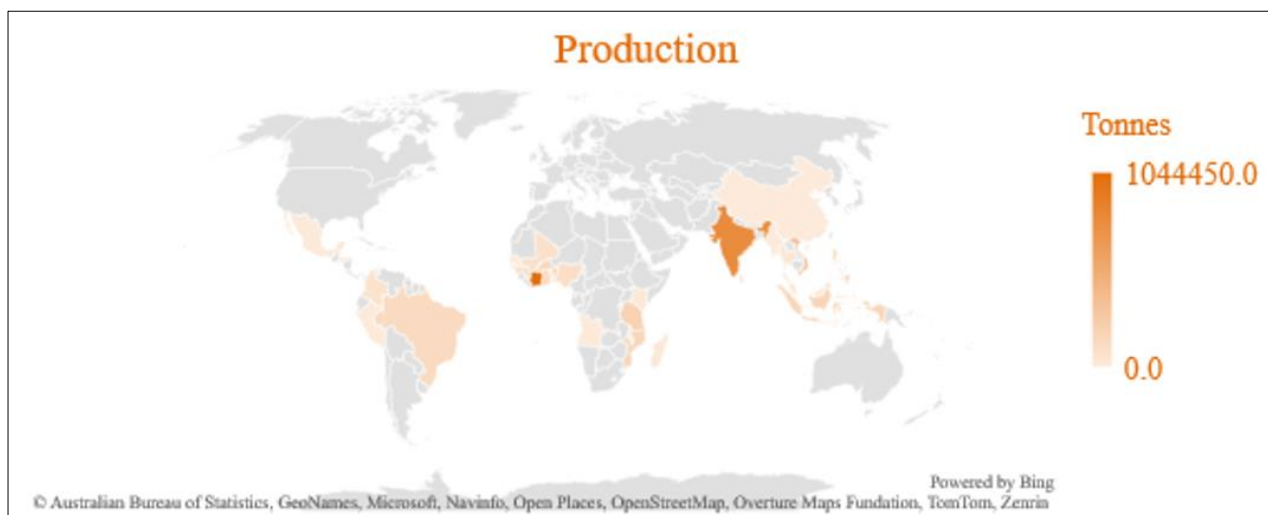 Production
Tonnes
1044450.0
0.0
Powered by Bing
© Australian Bureau of Statistics, GeoNames, Microsoft, Navinfo, Open Places, OpenStreetMap, Overture Maps Fundation, TomTom, Zenrin